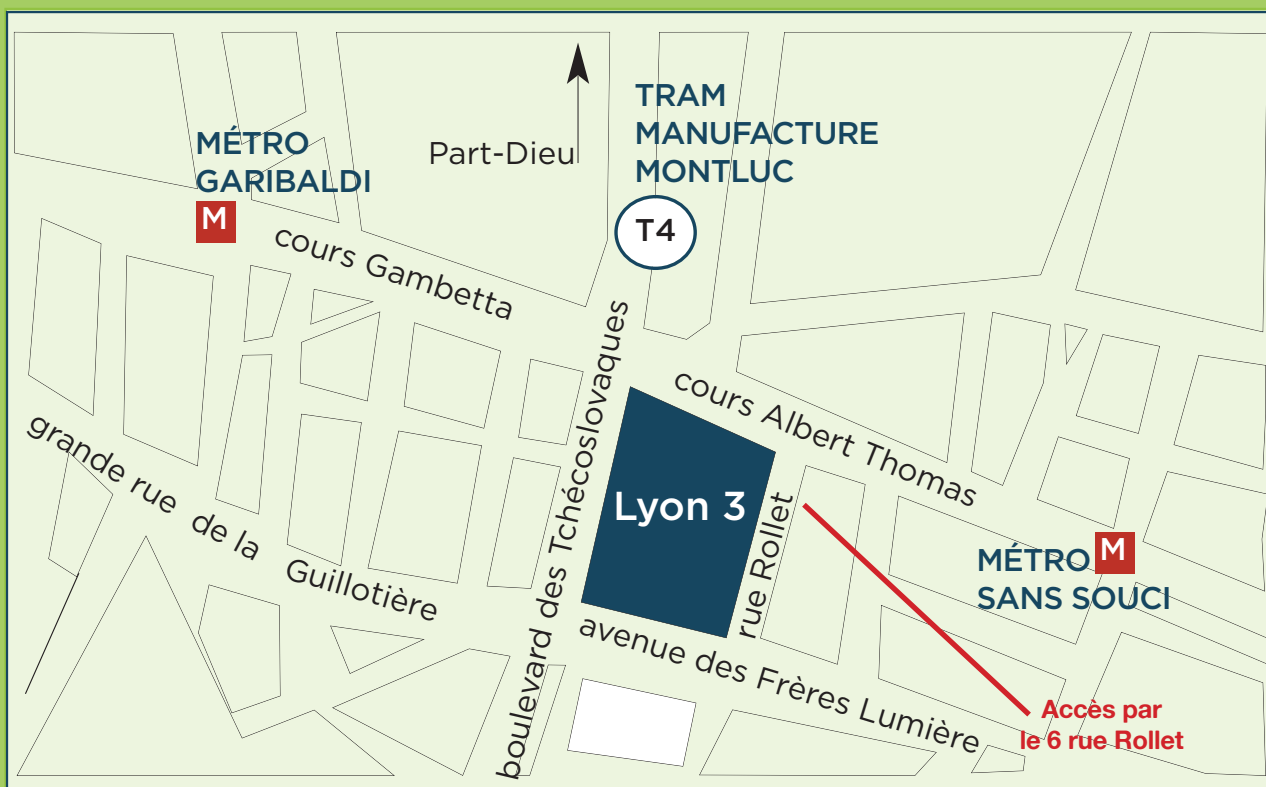 TRAM
MANUFACTURE
MONTLUC
T4
Part-Dieu
MÉTRO
GARIBALDI
M
cours Gambetta
boulevard des Tchécoslovaques
cours Albert Thomas
Lyon 3
rue Rollet
grande rue de la Guillotière
avenue des Frères Lumière
MÉTRO M
SANS SOUCI
Accès par
le 6 rue Rollet